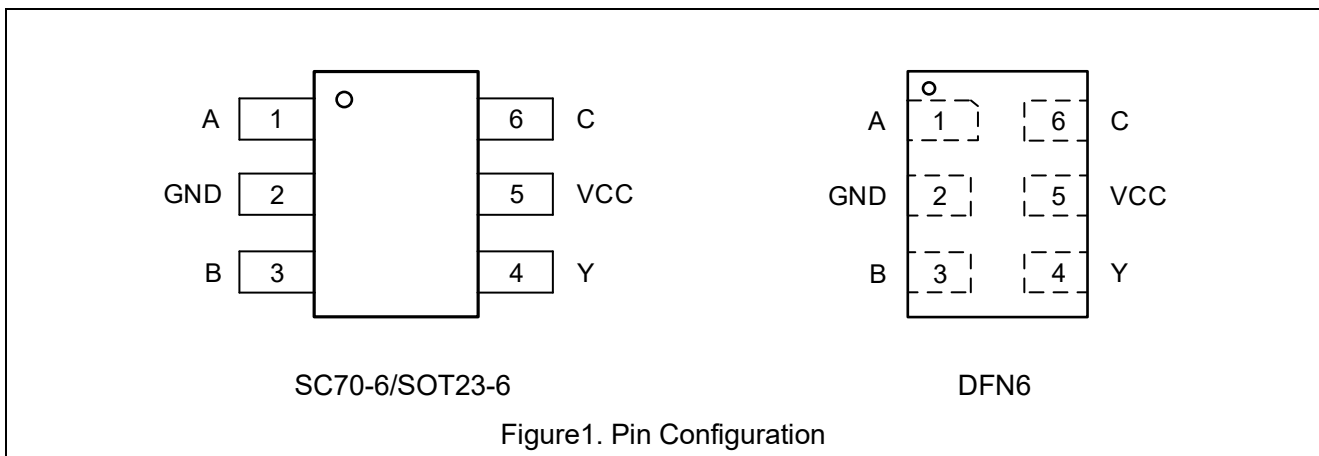 A 1 6 C
GND 2 5 VCC
B 3 4 Y
SC70-6/SOT23-6
A 1 6 C
GND 2 5 VCC
B 3 4 Y
DFN6
Figure1. Pin Configuration